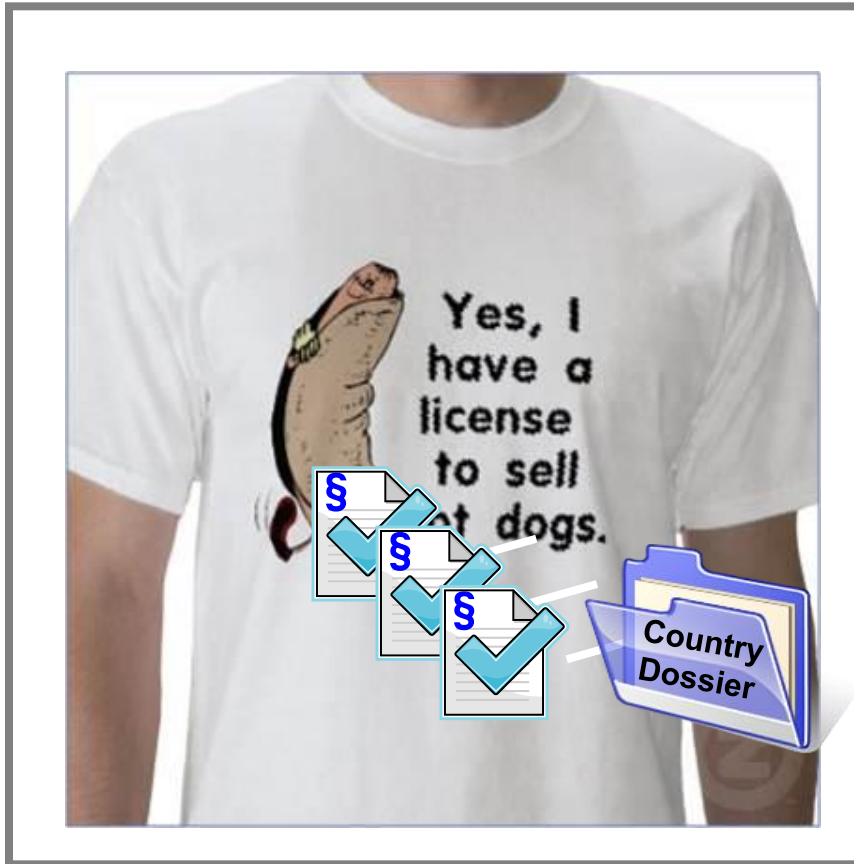 Yes, I
have a
license
to sell
dogs.
§
§
§
Country
Dossier